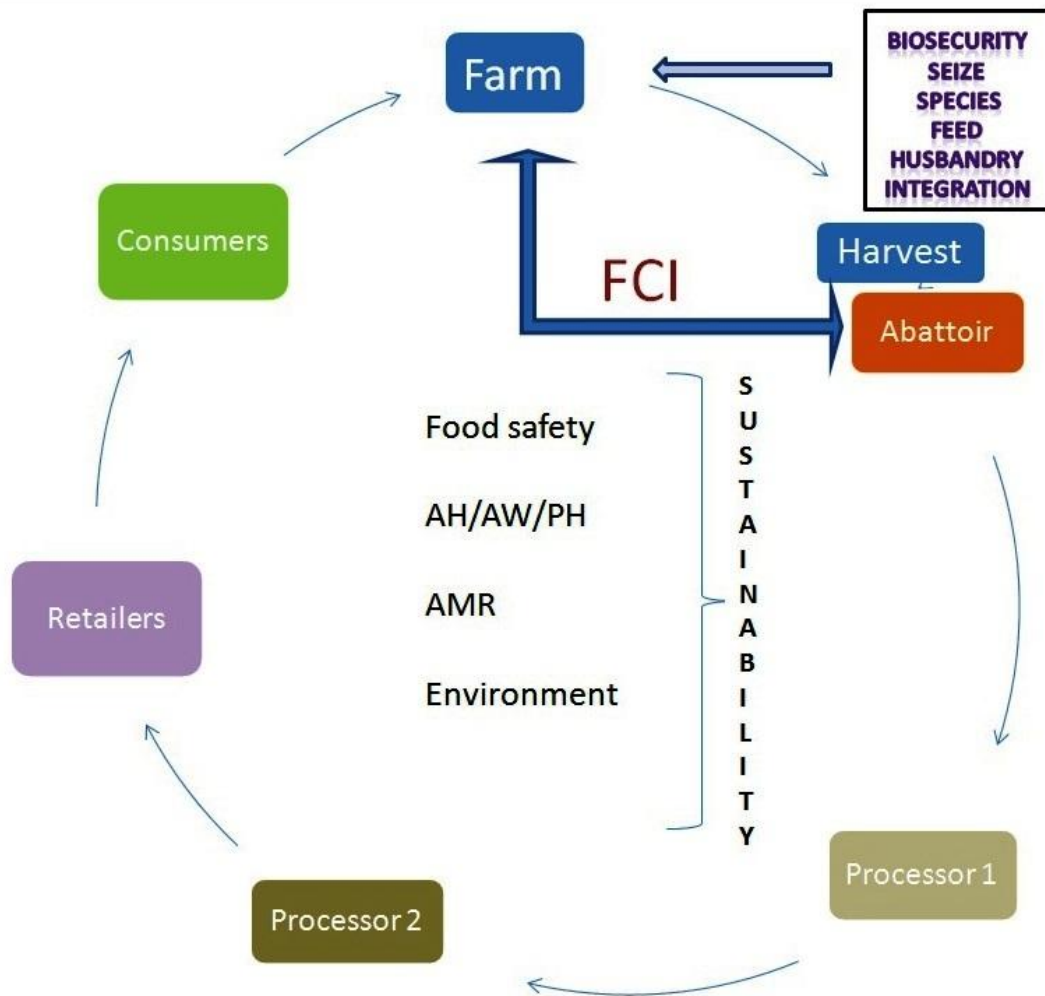 Farm
BIOSECURITY
SEIZE
SPECIES
FEED
HUSBANDRY
INTEGRATION
Consumers
Harvest
FCI
Abattoir
Food safety
AH/AW/PH
AMR
Environment
SUSTAINABILITY
Retailers
Processor 1
Processor 2